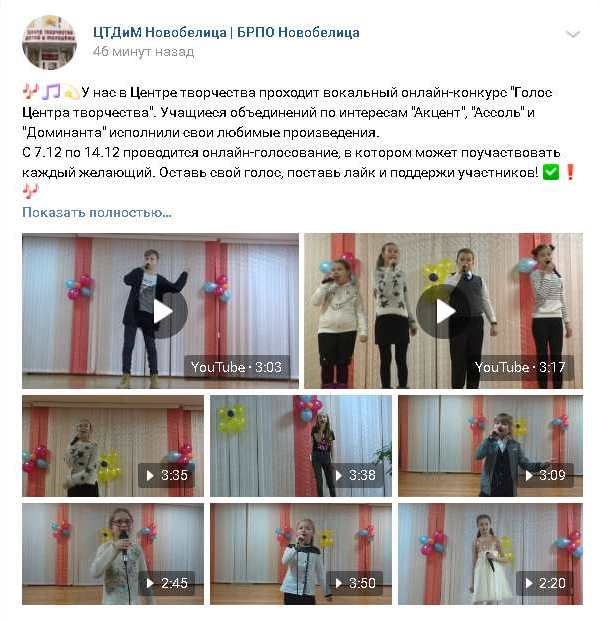 ЦТДиМ Новобелица | БРПО Новобелица
46 минут назад
У нас в Центре творчества проходит вокальный онлайн-конкурс "Голос
Центра творчества". Учащиеся объединений по интересам "Акцент", "Ассоль" и
"Доминанта" исполнили свои любимые произведения.
С 7.12 по 14.12 проводится онлайн-голосование, в котором может поучаствовать
каждый желающий. Оставь свой голос, поставь лайк и поддержи участников! ✅❗
Показать полностью...
YouTube · 3:03
YouTube · 3:17
3:35
3:38
3:09
2:45
3:50
2:20